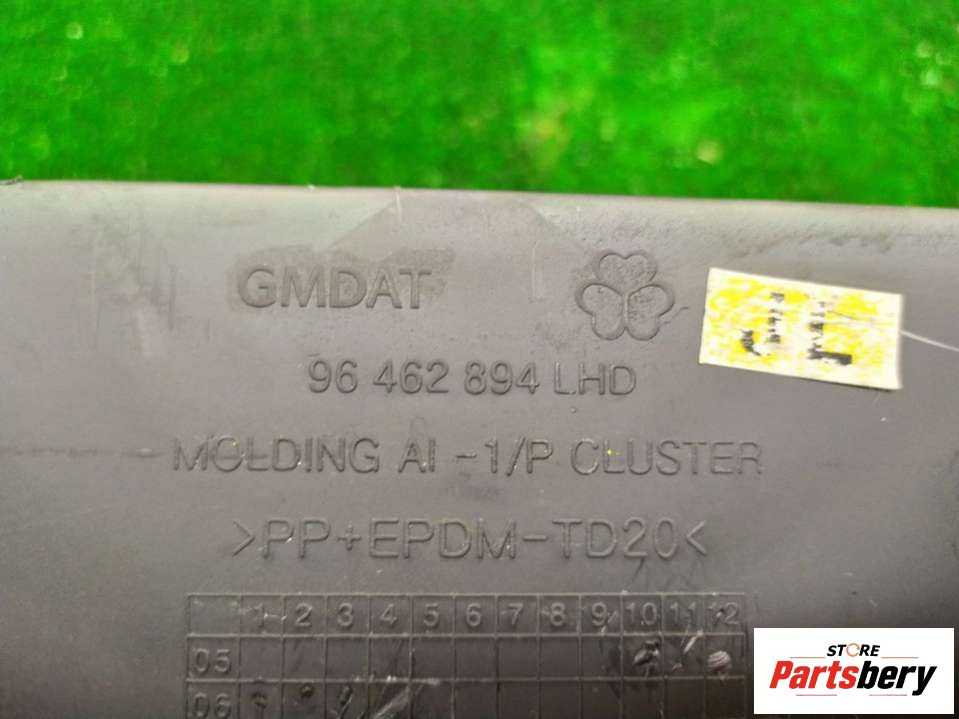 GMDAT
96 462 894 LHD
MOLDING AI -1/P CLUSTER
>PP+EPDM-TD20<
1 2 3 4 5 6 7 8 9 10 11 12
05
06
STORE
Partsbery